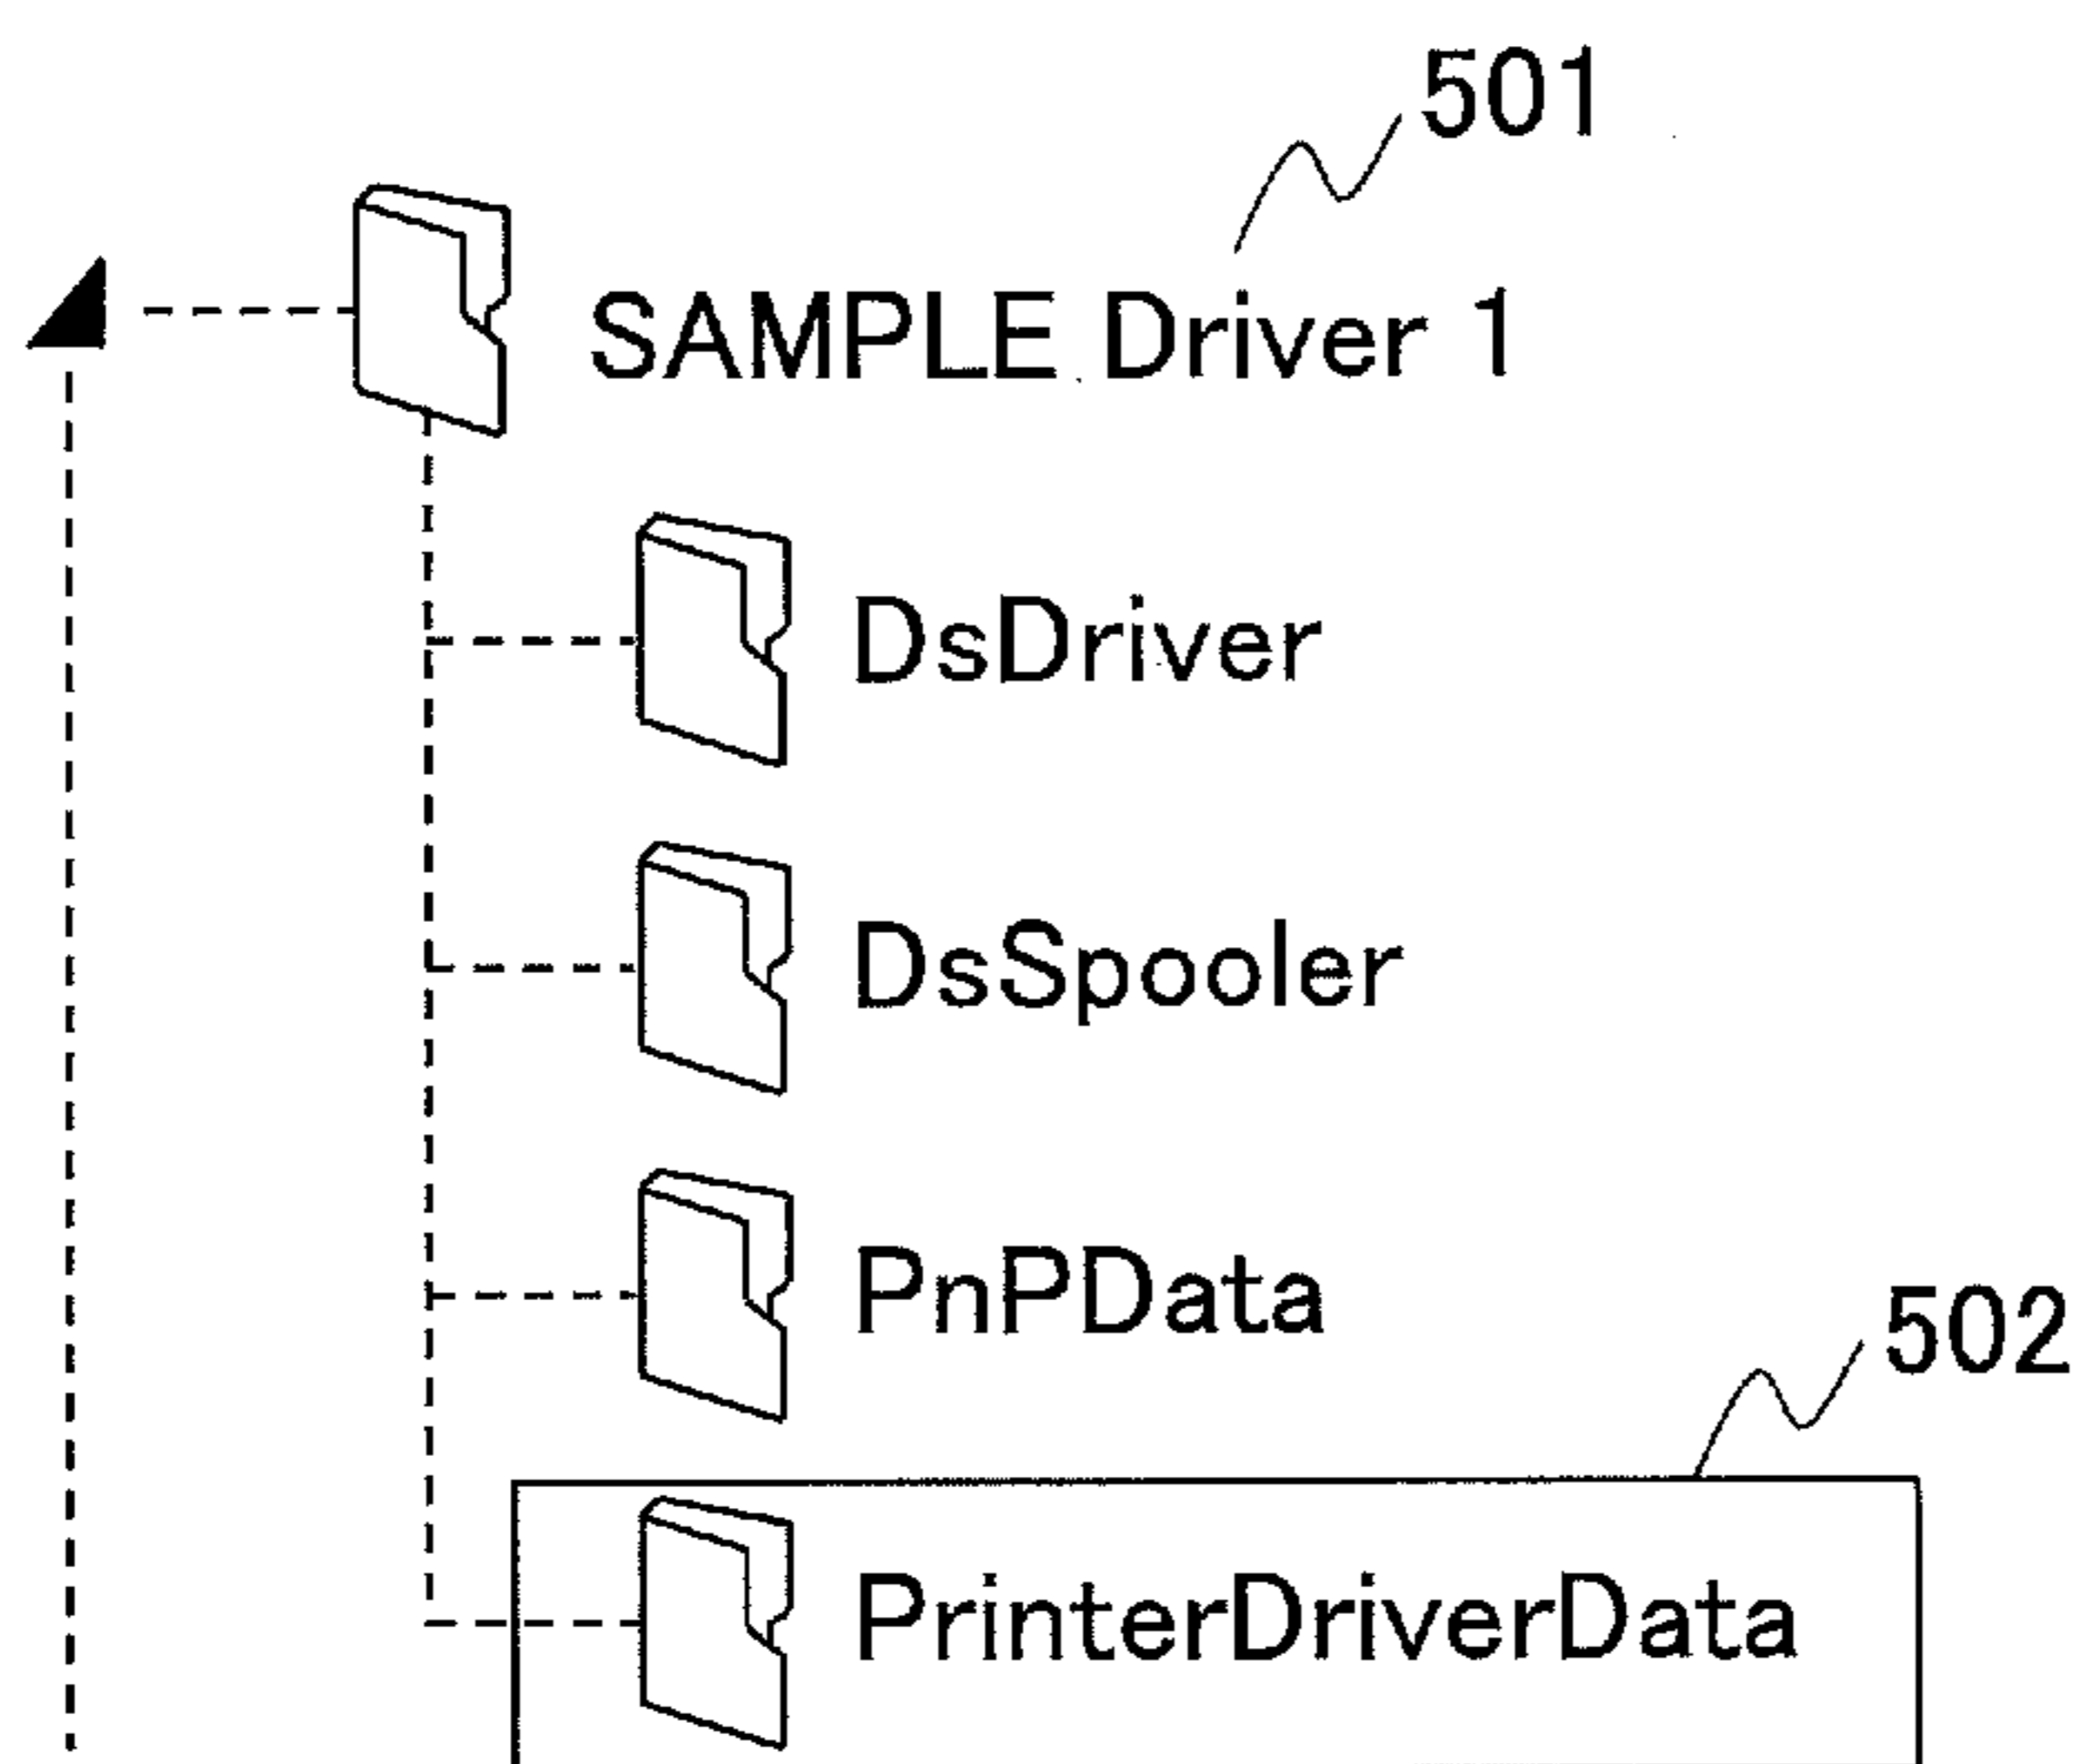 501
SAMPLE Driver 1
DsDriver
DsSpooler
PnPData
502
PrinterDriverData